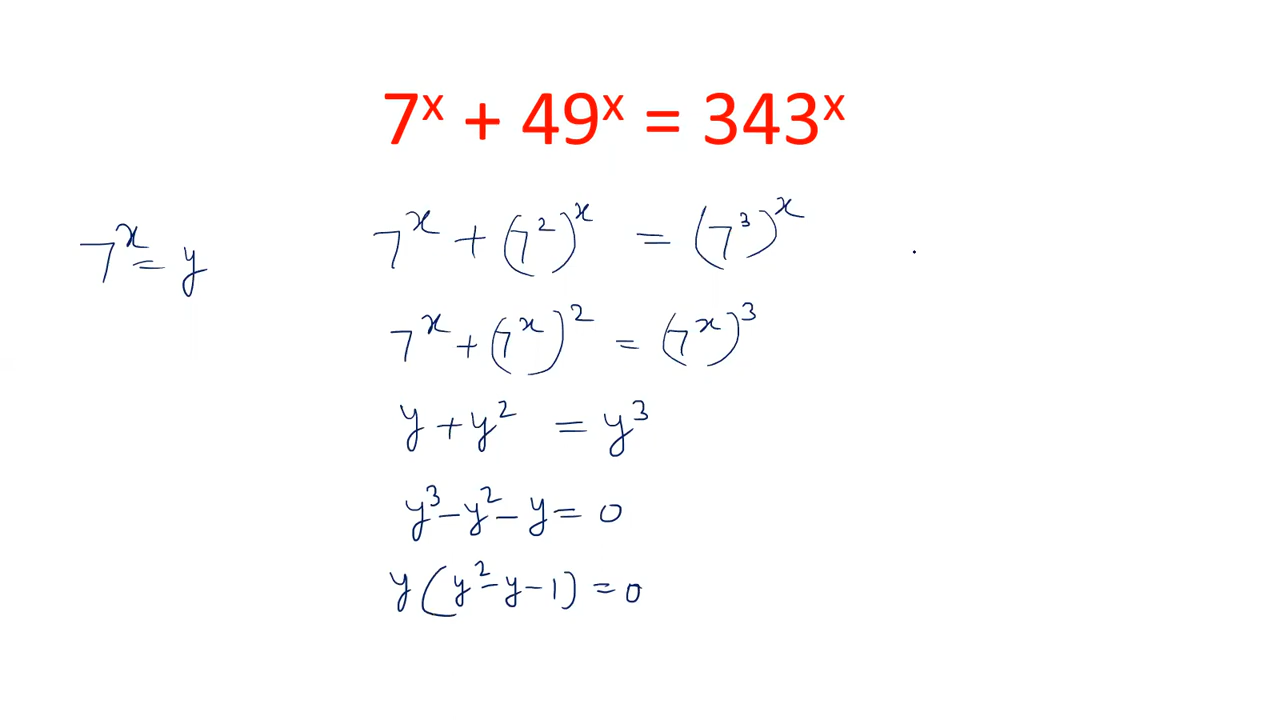 7ˣ + 49ˣ = 343ˣ
7ˣ = y
7ˣ + (7²)ˣ = (7³)ˣ
7ˣ + (7ˣ)² = (7ˣ)³
y + y² = y³
y³ - y² - y = 0
y(y² - y - 1) = 0